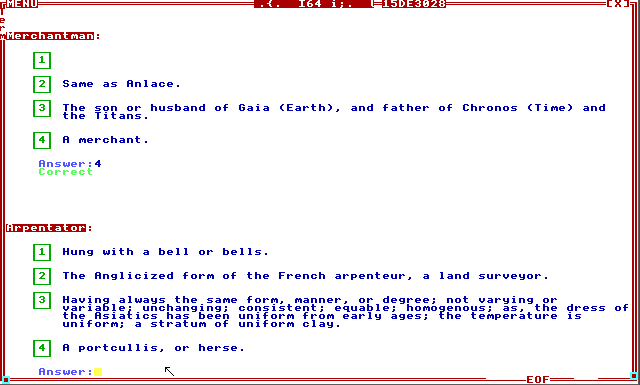 MENU .{. I64 i;. 15DE3028 [X]
Term
Merchantman:
1
2 Same as Anlace.
3 The son or husband of Gaia (Earth), and father of Chronos (Time) and
the Titans.
4 A merchant.
Answer:4
Correct
Arpentator:
1 Hung with a bell or bells.
2 The Anglicized form of the French arpenteur, a land surveyor.
3 Having always the same form, manner, or degree; not varying or
variable; unchanging; consistent; equable; homogenous; as, the dress of
the Asiatics has been uniform from early ages; the temperature is
uniform; a stratum of uniform clay.
4 A portcullis, or herse.
Answer:
EOF